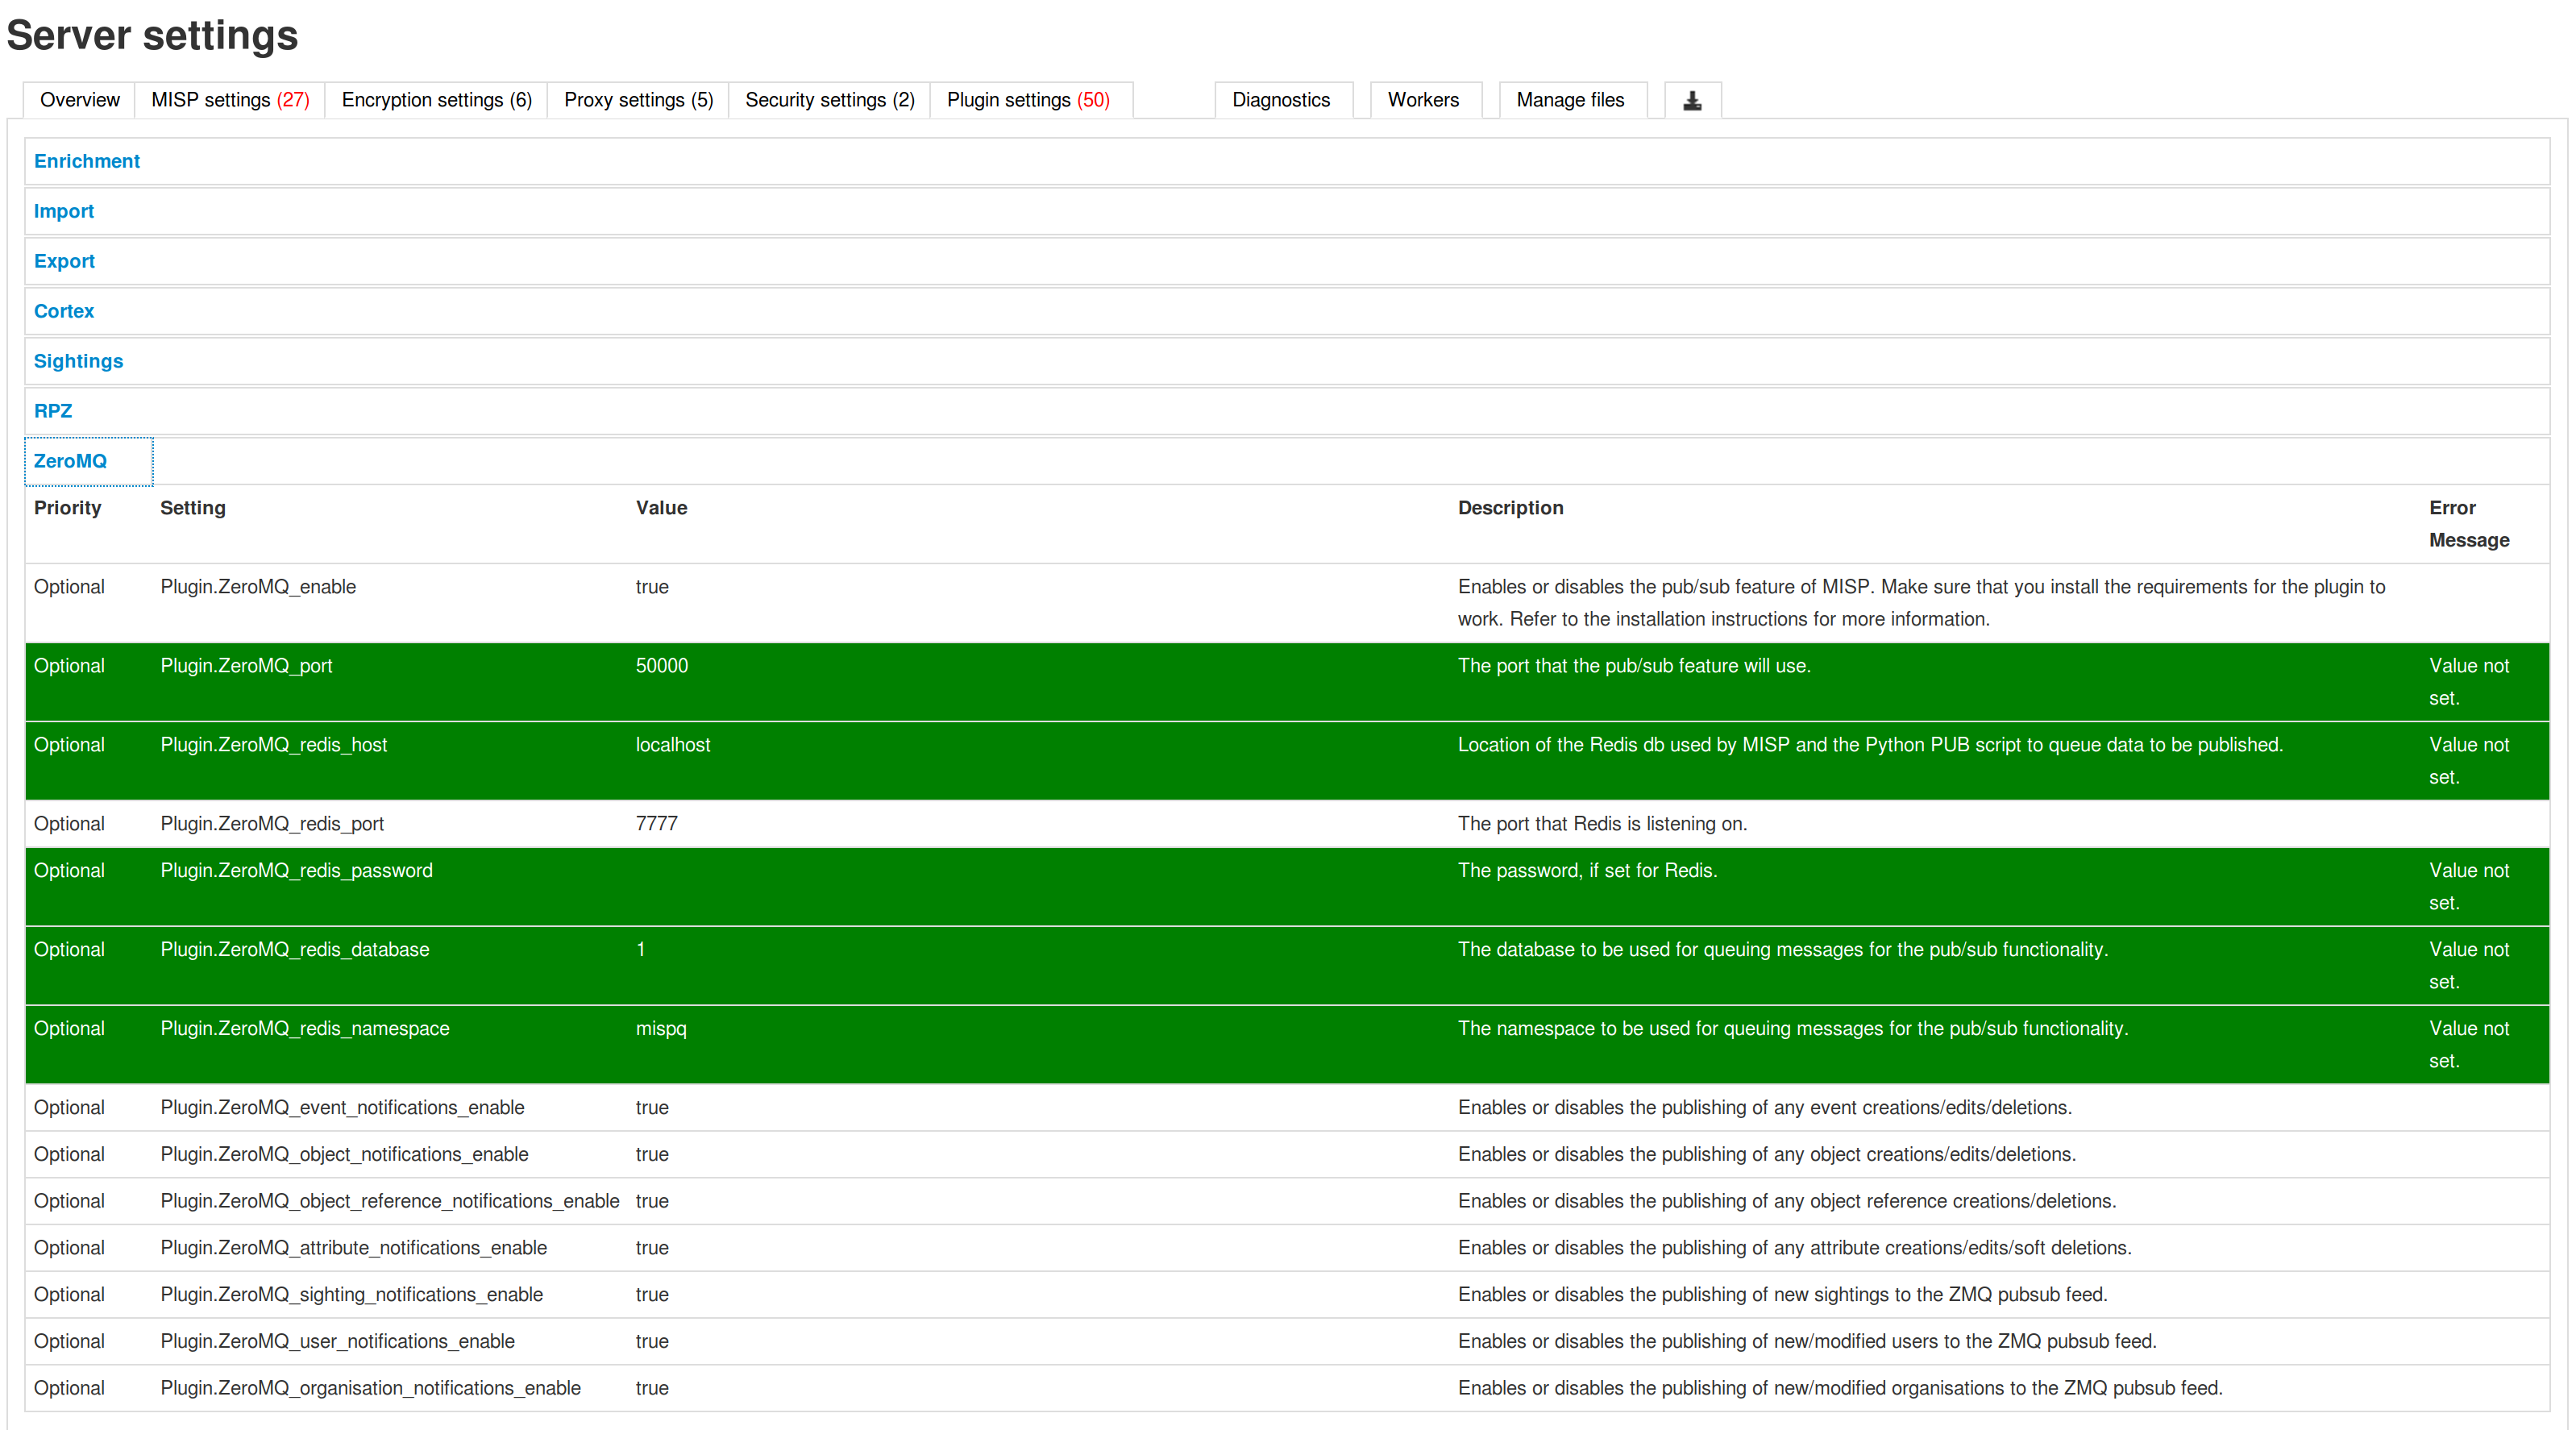 Server settings
Overview MISP settings (27) Encryption settings (6) Proxy settings (5) Security settings (2) Plugin settings (50) Diagnostics Workers Manage files
Enrichment
Import
Export
Cortex
Sightings
RPZ
ZeroMQ
Priority Setting Value Description Error
Message
Optional Plugin.ZeroMQ_enable true Enables or disables the pub/sub feature of MISP. Make sure that you install the requirements for the plugin to
work. Refer to the installation instructions for more information.
Optional Plugin.ZeroMQ_port 50000 The port that the pub/sub feature will use. Value not
set.
Optional Plugin.ZeroMQ_redis_host localhost Location of the Redis db used by MISP and the Python PUB script to queue data to be published. Value not
set.
Optional Plugin.ZeroMQ_redis_port 7777 The port that Redis is listening on.
Optional Plugin.ZeroMQ_redis_password The password, if set for Redis. Value not
set.
Optional Plugin.ZeroMQ_redis_database 1 The database to be used for queuing messages for the pub/sub functionality. Value not
set.
Optional Plugin.ZeroMQ_redis_namespace mispq The namespace to be used for queuing messages for the pub/sub functionality. Value not
set.
Optional Plugin.ZeroMQ_event_notifications_enable true Enables or disables the publishing of any event creations/edits/deletions.
Optional Plugin.ZeroMQ_object_notifications_enable true Enables or disables the publishing of any object creations/edits/deletions.
Optional Plugin.ZeroMQ_object_reference_notifications_enable true Enables or disables the publishing of any object reference creations/deletions.
Optional Plugin.ZeroMQ_attribute_notifications_enable true Enables or disables the publishing of any attribute creations/edits/soft deletions.
Optional Plugin.ZeroMQ_sighting_notifications_enable true Enables or disables the publishing of new sightings to the ZMQ pubsub feed.
Optional Plugin.ZeroMQ_user_notifications_enable true Enables or disables the publishing of new/modified users to the ZMQ pubsub feed.
Optional Plugin.ZeroMQ_organisation_notifications_enable true Enables or disables the publishing of new/modified organisations to the ZMQ pubsub feed.